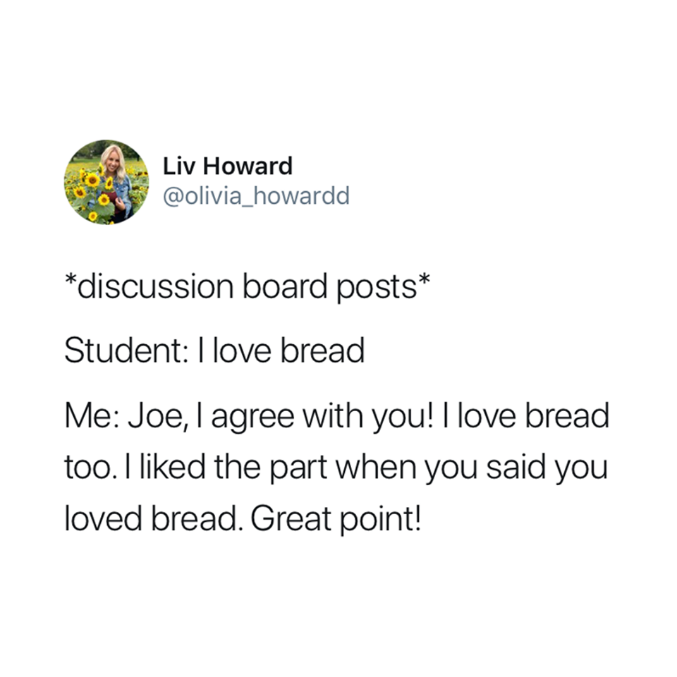 Liv Howard
@olivia_howardd
*discussion board posts*
Student: I love bread
Me: Joe, I agree with you! I love bread
too. I liked the part when you said you
loved bread. Great point!